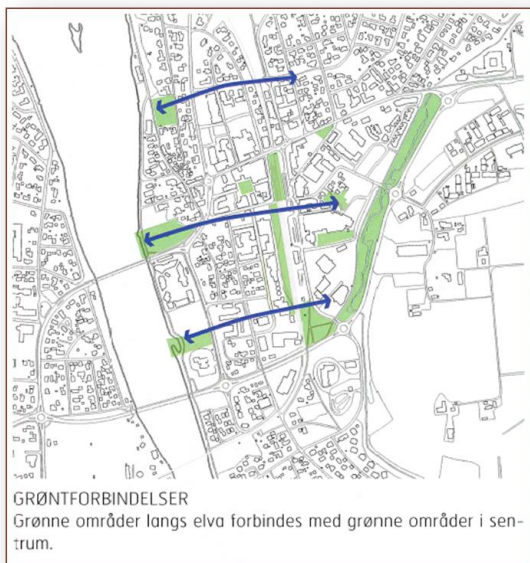 GRØNTFORBINDELSER
Grønne områder langs elva forbindes med grønne områder i sen-
trum.